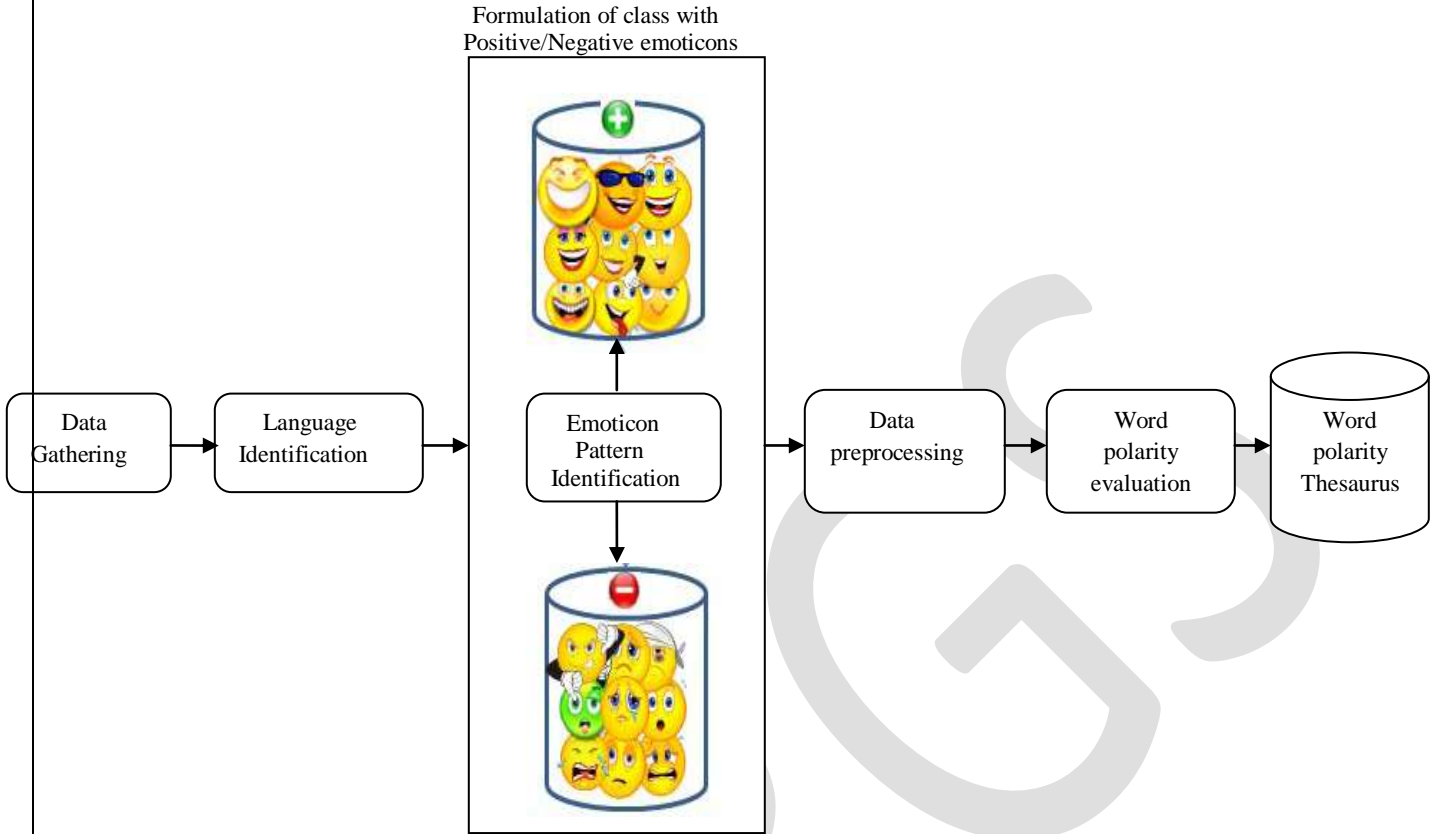 Formulation of class with
Positive/Negative emoticons
Data
Gathering
Language
Identification
Emoticon
Pattern
Identification
Data
preprocessing
Word
polarity
evaluation
Word
polarity
Thesaurus